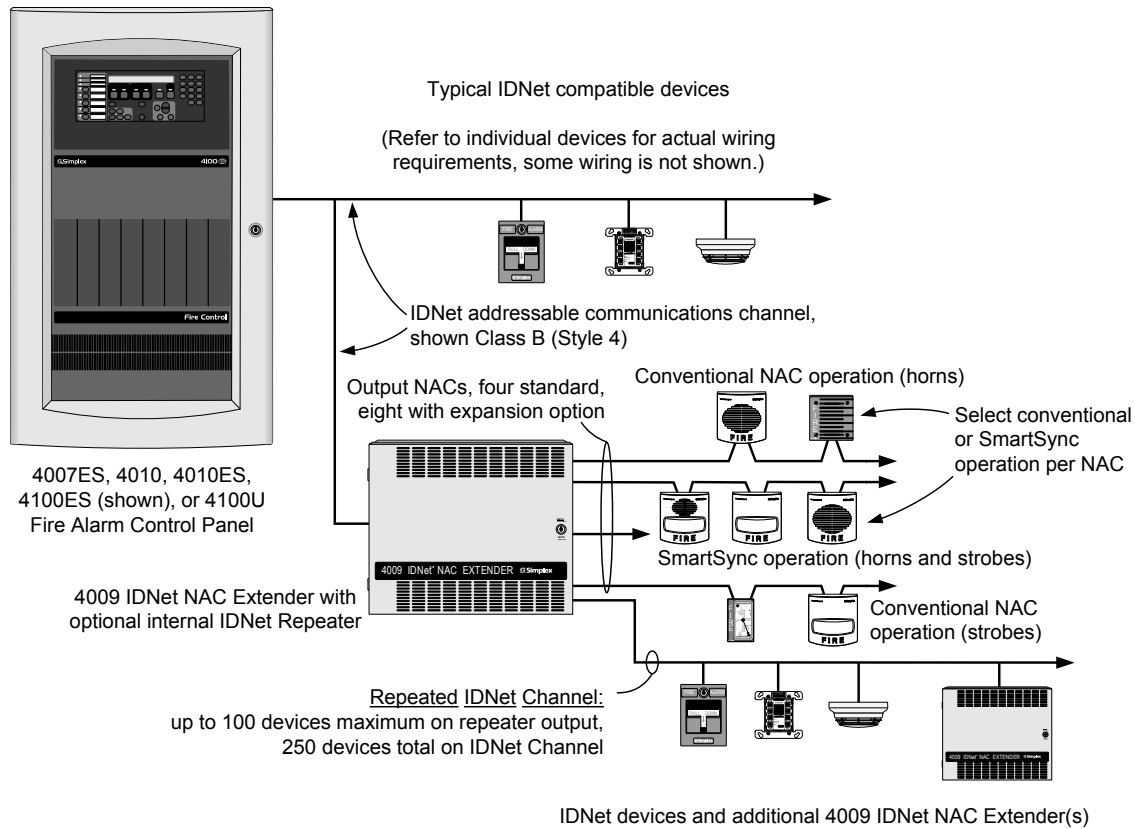 Typical IDNet compatible devices
(Refer to individual devices for actual wiring
requirements, some wiring is not shown.)
Simplex
4100
Fire Control
IDNet addressable communications channel,
shown Class B (Style 4)
Output NACs, four standard,
eight with expansion option
Conventional NAC operation (horns)
Select conventional
or SmartSync
operation per NAC
FIRE
4007ES, 4010, 4010ES,
4100ES (shown), or 4100U
Fire Alarm Control Panel
FIRE
FIRE
FIRE
SmartSync operation (horns and strobes)
4009 IDNet NAC EXTENDER Simplex
4009 IDNet NAC Extender with
optional internal IDNet Repeater
FIRE
Conventional NAC
operation (strobes)
Repeated IDNet Channel:
up to 100 devices maximum on repeater output,
250 devices total on IDNet Channel
4009 IDNet NAC EXTENDER Simplex
IDNet devices and additional 4009 IDNet NAC Extender(s)